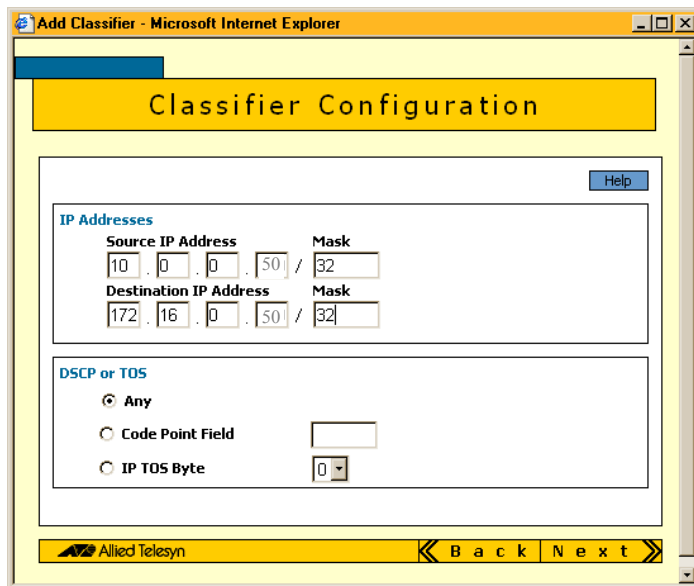 Add Classifier - Microsoft Internet Explorer
Classifier Configuration
Help
IP Addresses
Source IP Address Mask
10 . 0 . 0 . 50 / 32
Destination IP Address Mask
172 . 16 . 0 . 50 / 32
DSCP or TOS
Any
Code Point Field
IP TOS Byte 0
Allied Telesyn Back Next